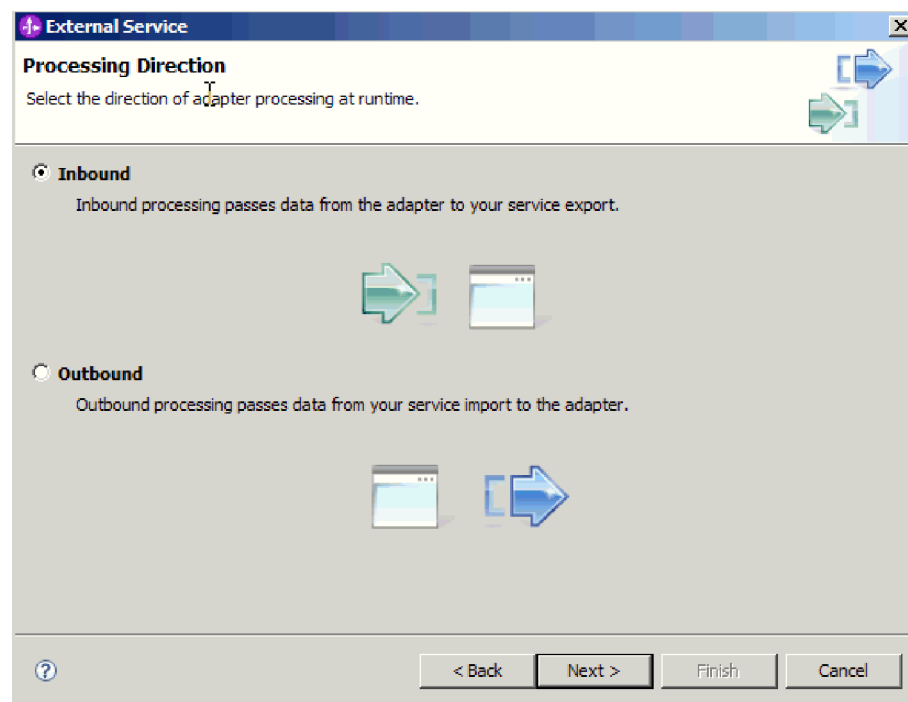 External Service
Processing Direction
Select the direction of adapter processing at runtime.
Inbound
Inbound processing passes data from the adapter to your service export.
Outbound
Outbound processing passes data from your service import to the adapter.
< Back Next > Finish Cancel